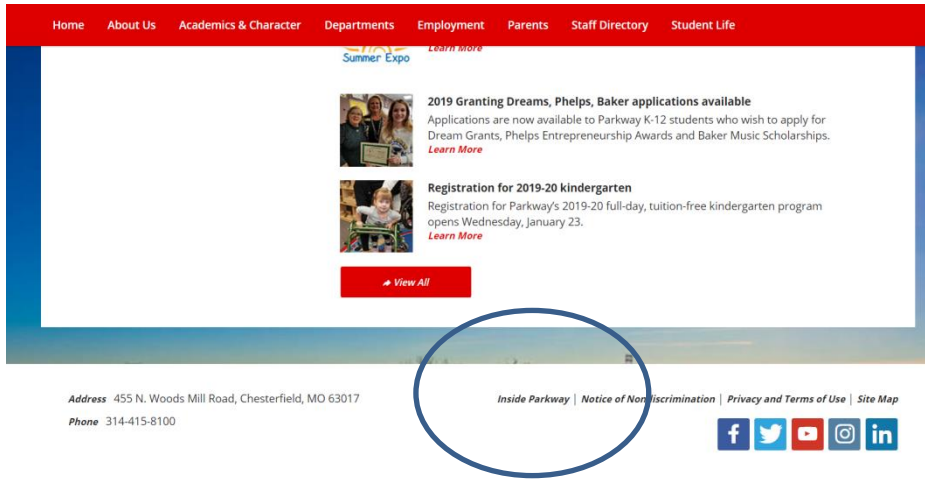 Home About Us Academics & Character Departments Employment Parents Staff Directory Student Life
Learn More
Summer Expo
2019 Granting Dreams, Phelps, Baker applications available
Applications are now available to Parkway K-12 students who wish to apply for
Dream Grants, Phelps Entrepreneurship Awards and Baker Music Scholarships.
Learn More
Registration for 2019-20 kindergarten
Registration for Parkway's 2019-20 full-day, tuition-free kindergarten program
opens Wednesday, January 23.
Learn More
View All
Address 455 N. Woods Mill Road, Chesterfield, MO 63017
Inside Parkway | Notice of Nondiscrimination | Privacy and Terms of Use | Site Map
Phone 314-415-8100